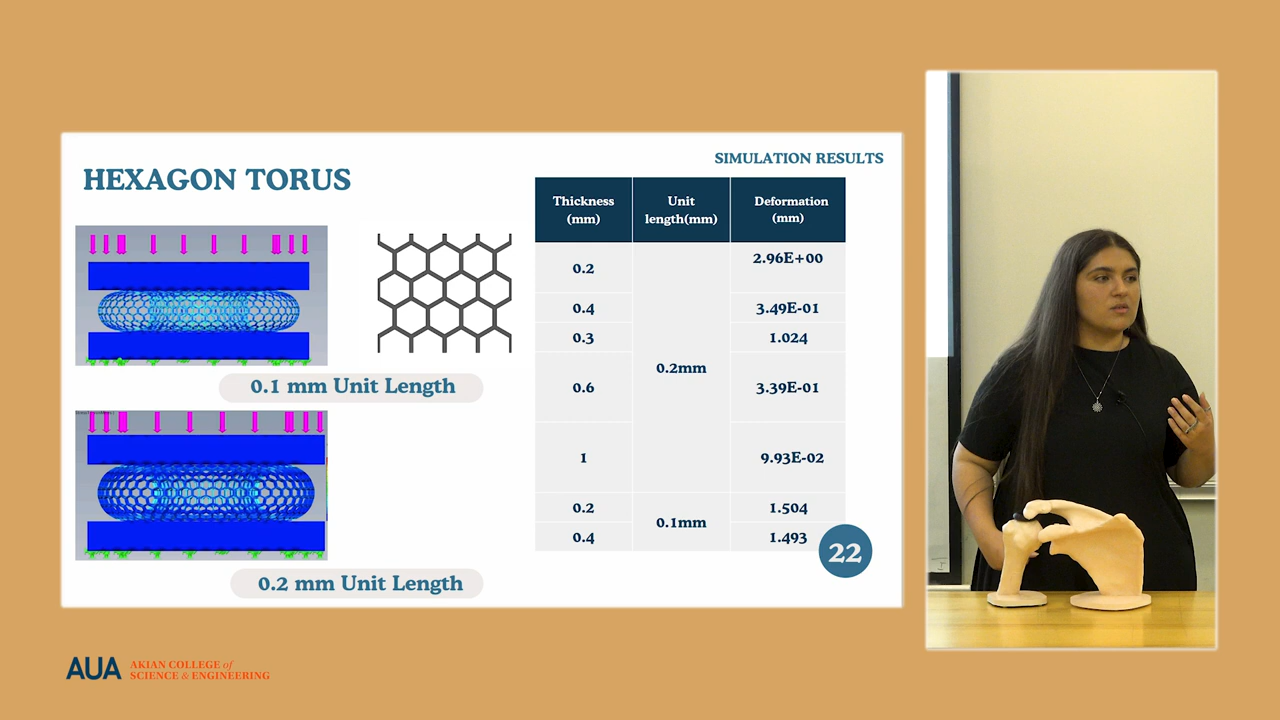 SIMULATION RESULTS
HEXAGON TORUS
Thickness (mm) Unit length(mm) Deformation (mm)
0.2 2.96E+00
0.4 3.49E-01
0.3 1.024
0.2mm
0.6 3.39E-01
0.1 mm Unit Length
1 9.93E-02
0.2 1.504
0.1mm
0.4 1.493
22
0.2 mm Unit Length
AUA AKIAN COLLEGE of
SCIENCE & ENGINEERING